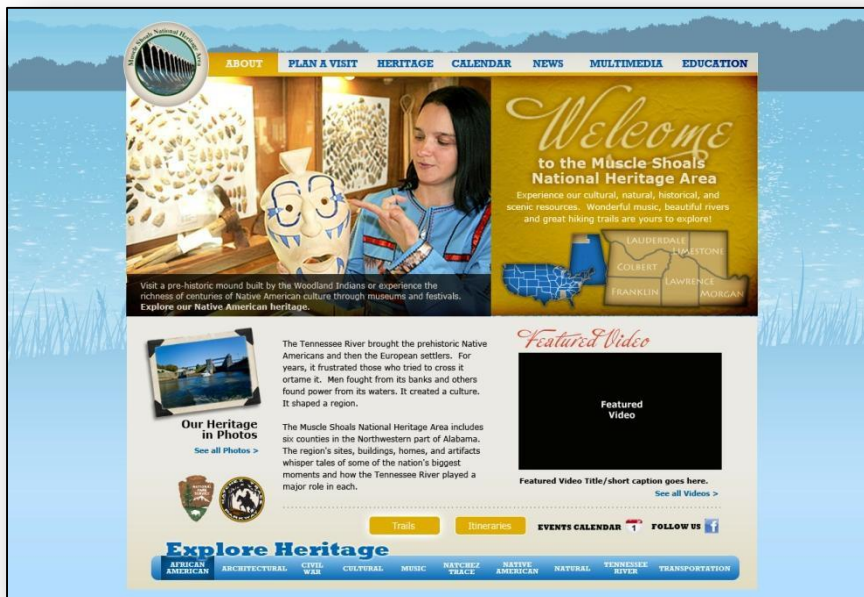 Muscle Shoals National Heritage Area
ABOUT
PLAN A VISIT
HERITAGE
CALENDAR
NEWS
MULTIMEDIA
EDUCATION
Welcome
to the Muscle Shoals
National Heritage Area
Experience our cultural, natural, historical, and
scenic resources. Wonderful music, beautiful rivers
and great hiking trails are yours to explore!
LAUDERDALE
LIMESTONE
COLBERT
LAWRENCE
FRANKLIN
MORGAN
Visit a pre-historic mound built by the Woodland Indians or experience the
richness of centuries of Native American culture through museums and festivals.
Explore our Native American heritage.
Our Heritage
in Photos
See all Photos >
The Tennessee River brought the prehistoric Native
Americans and then the European settlers. For
years, it frustrated those who tried to cross it
ortame it. Men fought from its banks and others
found power from its waters. It created a culture.
It shaped a region.
The Muscle Shoals National Heritage Area includes
six counties in the Northwestern part of Alabama.
The region's sites, buildings, homes, and artifacts
whisper tales of some of the nation's biggest
moments and how the Tennessee River played a
major role in each.
Featured Video
Featured
Video
Featured Video Title/short caption goes here.
See all Videos >
Trails
Itineraries
EVENTS CALENDAR
1
FOLLOW US
f
Explore Heritage
AFRICAN
AMERICAN
ARCHITECTURAL
CIVIL
WAR
CULTURAL
MUSIC
NATCHEZ
TRACE
NATIVE
AMERICAN
NATURAL
TENNESSEE
RIVER
TRANSPORTATION